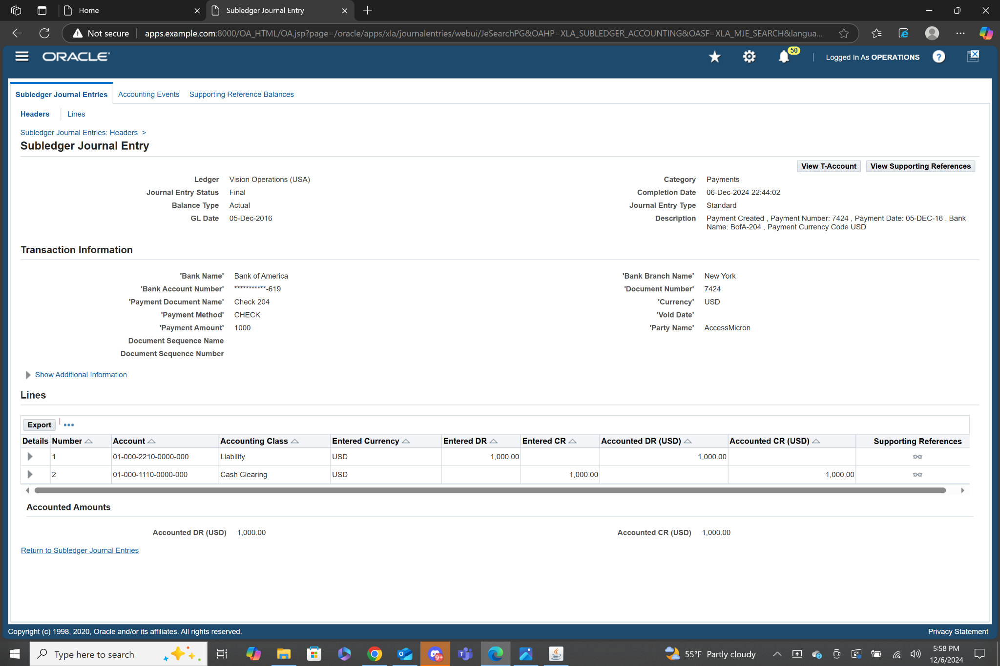 Home
Subledger Journal Entry
Not secure
apps.example.com:8000/OA_HTML/OA.jsp?page=/oracle/apps/xla/journalentries/webui/JeSearchPG&OAHP=XLA_SUBLEDGER_ACCOUNTING&OASF=XLA_MJE_SEARCH&langua...
ORACLE
50
Logged In As OPERATIONS
?
Subledger Journal Entries
Accounting Events
Supporting Reference Balances
Headers
Lines
Subledger Journal Entries: Headers >
Subledger Journal Entry
View T-Account
View Supporting References
Ledger Vision Operations (USA)
Category Payments
Journal Entry Status Final
Completion Date 06-Dec-2024 22:44:02
Balance Type Actual
Journal Entry Type Standard
GL Date 05-Dec-2016
Description Payment Created , Payment Number: 7424 , Payment Date: 05-DEC-16 , Bank
Name: BofA-204 , Payment Currency Code USD
Transaction Information
'Bank Name' Bank of America
'Bank Branch Name' New York
'Bank Account Number' ***********-619
'Document Number' 7424
'Payment Document Name' Check 204
'Currency' USD
'Payment Method' CHECK
'Void Date'
'Payment Amount' 1000
'Party Name' AccessMicron
Document Sequence Name
Document Sequence Number
Show Additional Information
Lines
Export
Details Number Account Accounting Class Entered Currency Entered DR Entered CR Accounted DR (USD) Accounted CR (USD) Supporting References
1 01-000-2210-0000-000 Liability USD 1,000.00 1,000.00
2 01-000-1110-0000-000 Cash Clearing USD 1,000.00 1,000.00
Accounted Amounts
Accounted DR (USD) 1,000.00
Accounted CR (USD) 1,000.00
Return to Subledger Journal Entries
Copyright (c) 1998, 2020, Oracle and/or its affiliates. All rights reserved.
Privacy Statement
Type here to search
9+
55°F Partly cloudy
5:58 PM
12/6/2024